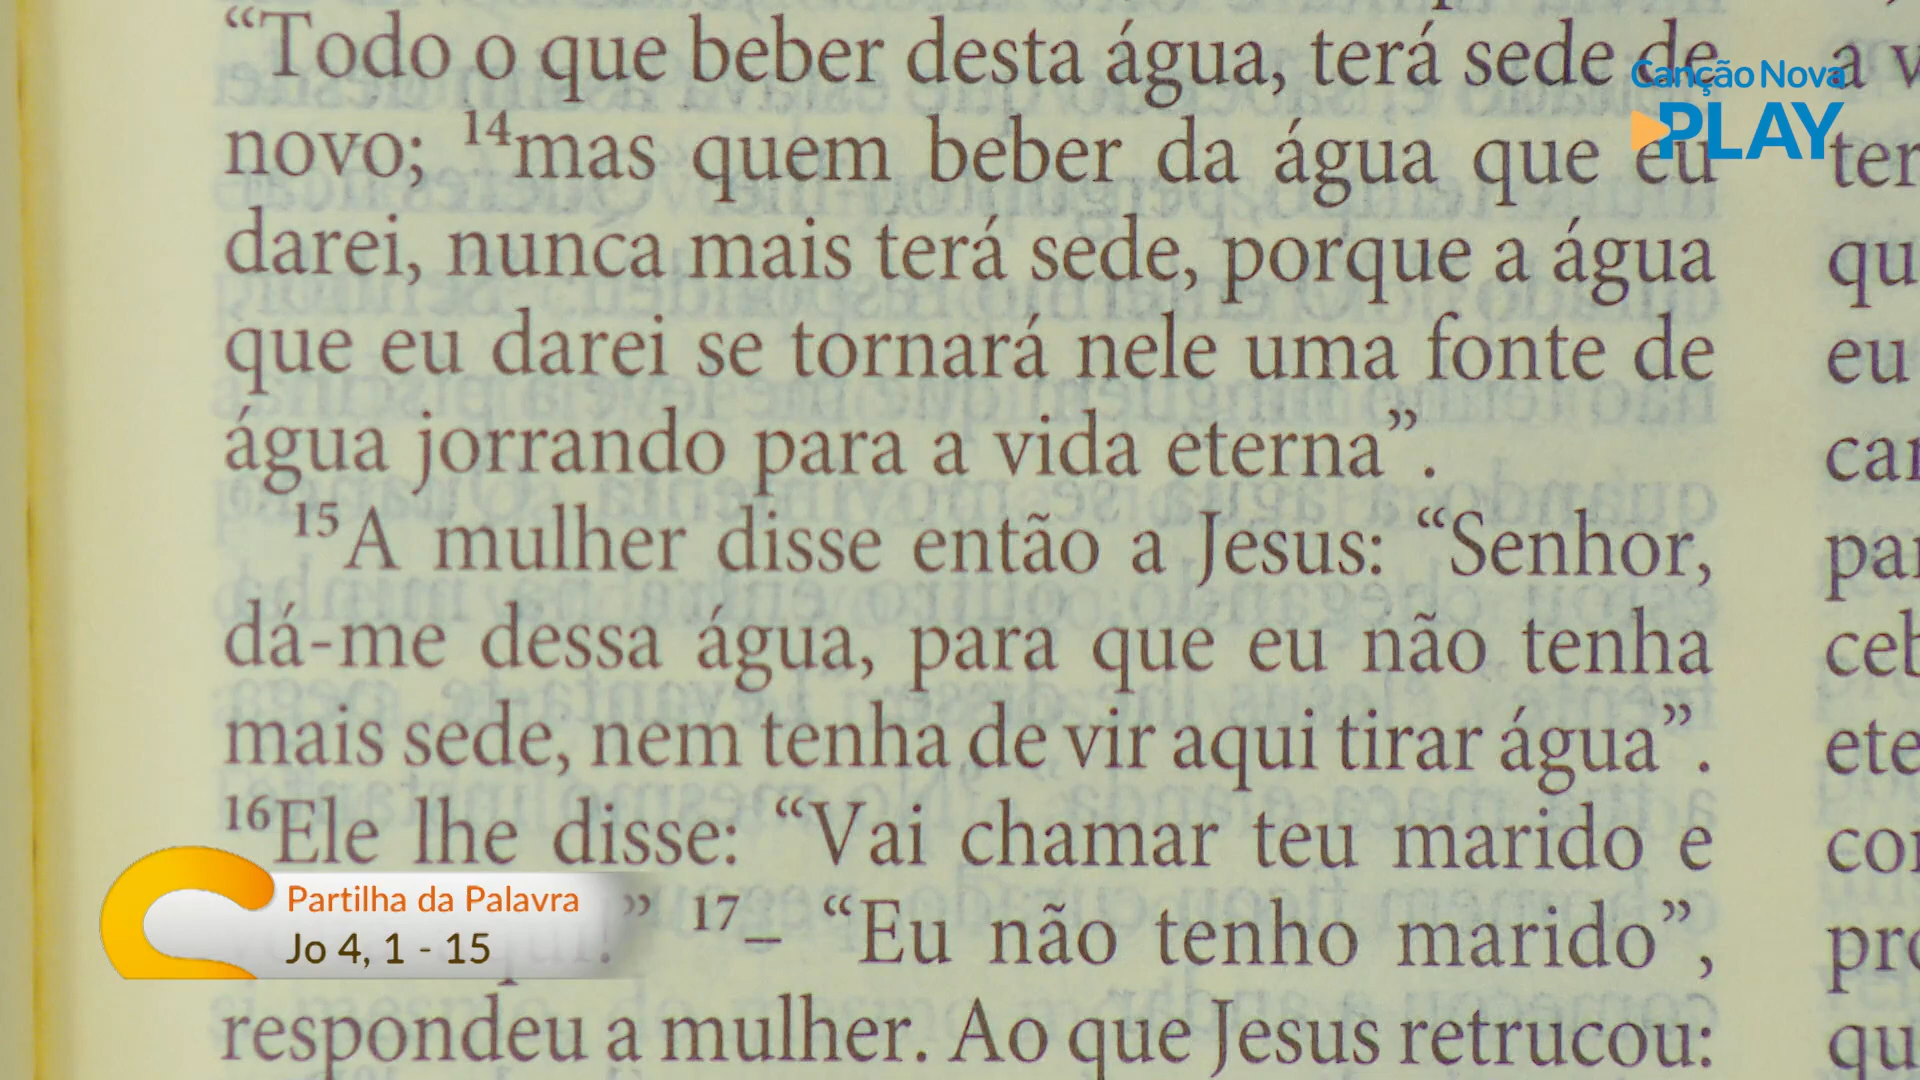 “Todo o que beber desta água, terá sede de
novo; 14mas quem beber da água que eu
darei, nunca mais terá sede, porque a água
que eu darei se tornará nele uma fonte de
água jorrando para a vida eterna”.
15A mulher disse então a Jesus: “Senhor,
dá-me dessa água, para que eu não tenha
mais sede, nem tenha de vir aqui tirar água”.
16Ele lhe disse: “Vai chamar teu marido e
” 17– “Eu não tenho marido”,
respondeu a mulher. Ao que Jesus retrucou:
a
qu
eu
Canção Nova
PLAY
Partilha da Palavra
Jo 4, 1 - 15